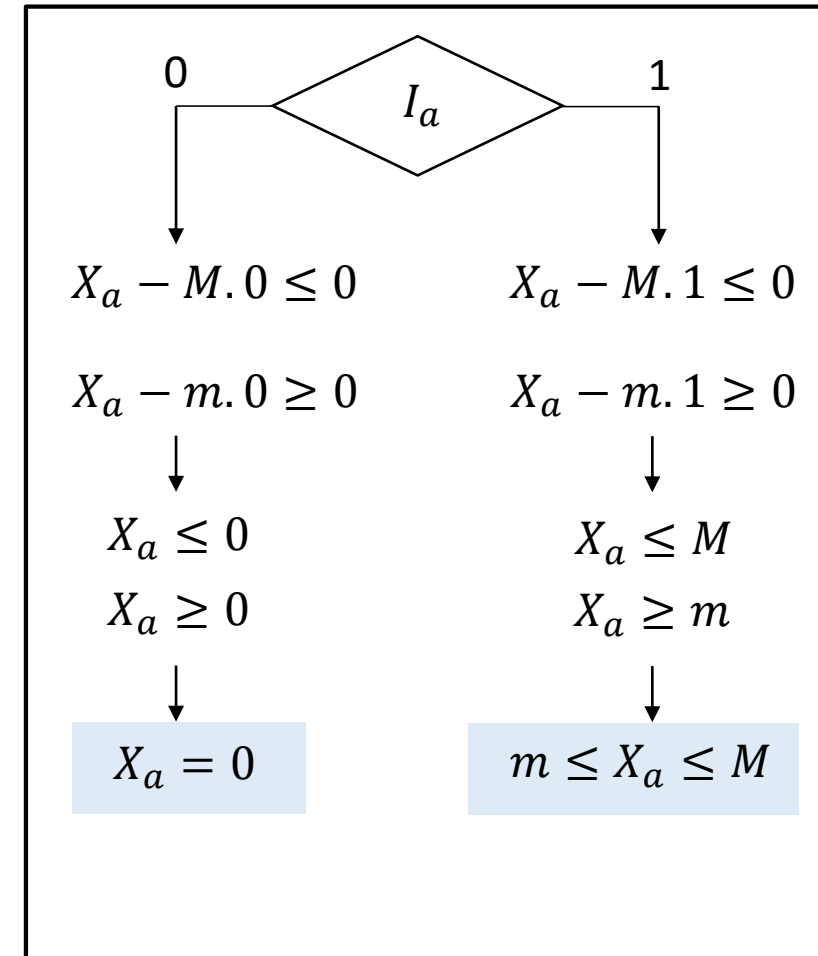 0 1
I_a
X_a − M. 0 ≤ 0 X_a − M. 1 ≤ 0
X_a − m. 0 ≥ 0 X_a − m. 1 ≥ 0
X_a ≤ 0 X_a ≤ M
X_a ≥ 0 X_a ≥ m
X_a = 0 m ≤ X_a ≤ M